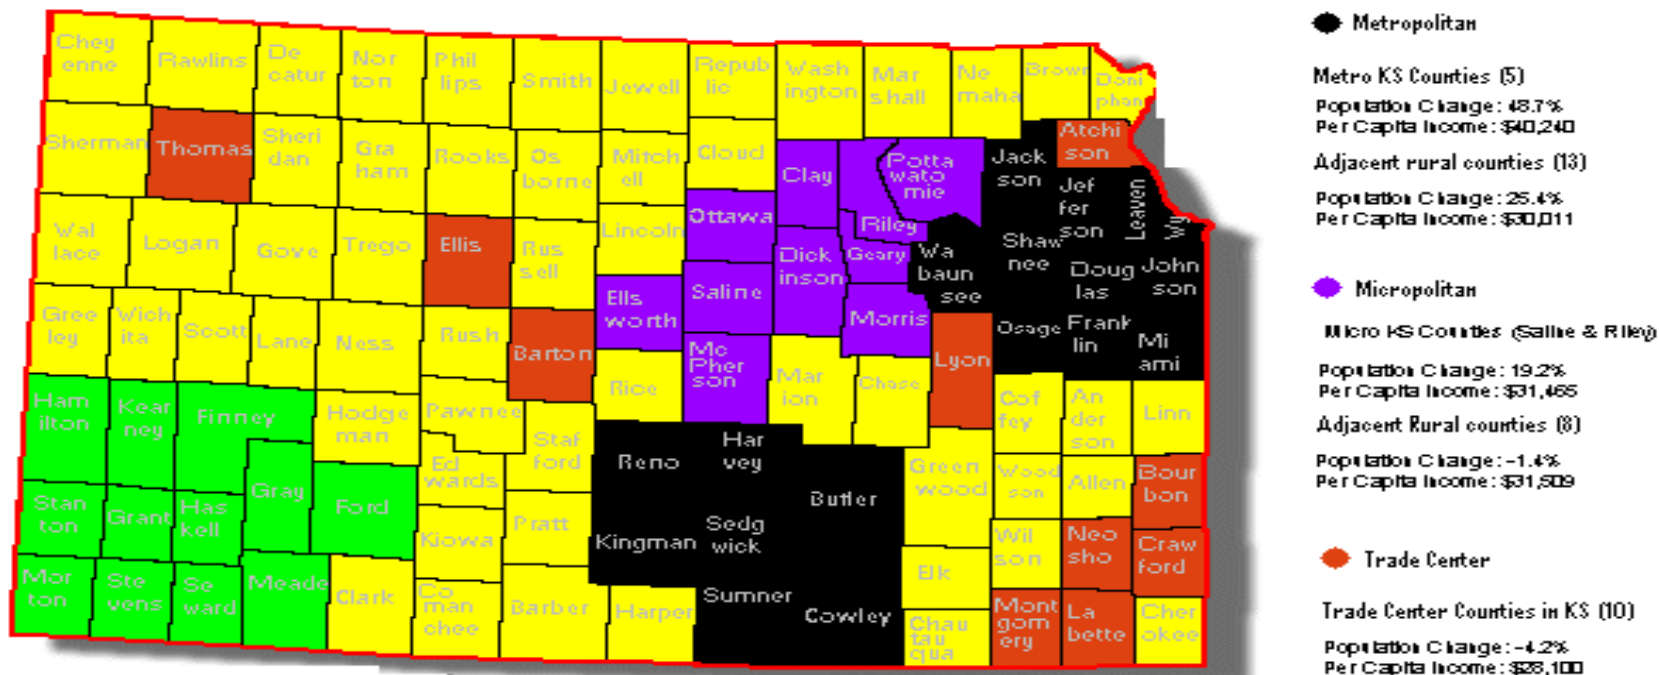 Chey
enne
Rawlins
De
catur
Nor
ton
Phil
lips
Smith
Jewell
Repub
lic
Wash
ington
Mar
shall
Ne
maha
Brown
Doni
phan
Sherman
Thomas
Sheri
dan
Gra
ham
Rooks
Os
borne
Mitch
ell
Cloud
Clay
Potta
wato
mie
Jack
son
Atchi
son
Jef
fer
son
Leaven
Wy
Wal
lace
Logan
Gove
Trego
Ellis
Rus
sell
Lincoln
Ottawa
Dick
inson
Riley
Geary
Wa
baun
see
Shaw
nee
Doug
las
John
son
Gree
ley
Wich
ita
Scott
Lane
Ness
Rush
Barton
Ells
worth
Saline
Morris
Lyon
Osage
Frank
lin
Mi
ami
Ham
ilton
Kear
ney
Finney
Hodge
man
Pawnee
Staf
ford
Rice
Mc
Pher
son
Mar
ion
Chase
Cof
fey
An
der
son
Linn
Stan
ton
Grant
Has
kell
Gray
Ford
Ed
wards
Kiowa
Pratt
Reno
Har
vey
Kingman
Sedg
wick
Butler
Green
wood
Wood
son
Allen
Bour
bon
Mor
ton
Ste
vens
Se
ward
Meade
Clark
Co
man
chee
Barber
Harper
Sumner
Cowley
Elk
Chau
tau
qua
Wil
son
Neo
sho
Craw
ford
Mont
gom
ery
La
bette
Cher
okee
Metropolitan
Metro KS Counties (5)
Population Change: 48.7%
Per Capita Income: $40,240
Adjacent rural counties (13)
Population Change: 25.4%
Per Capita Income: $30,011
Micropolitan
Micro KS Counties (Saline & Riley)
Population Change: 19.2%
Per Capita Income: $31,465
Adjacent Rural counties (8)
Population Change: -1.4%
Per Capita Income: $31,509
Trade Center
Trade Center Counties in KS (10)
Population Change: -4.2%
Per Capita Income: $28,100